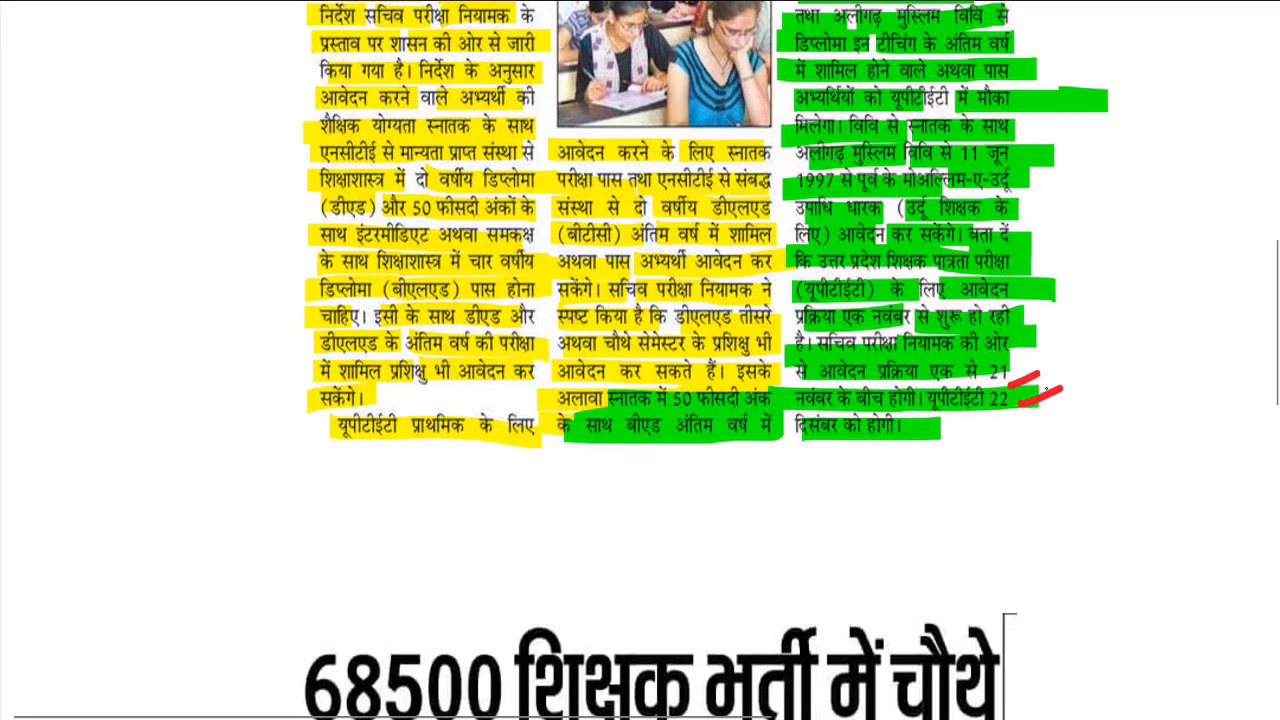 निर्देश सचिव परीक्षा नियामक के
प्रस्ताव पर शासन की ओर से जारी
किया गया है। निर्देश के अनुसार
आवेदन करने वाले अभ्यर्थी की
शैक्षिक योग्यता स्नातक के साथ
एनसीटीई से मान्यता प्राप्त संस्था से
शिक्षाशास्त्र में दो वर्षीय डिप्लोमा
(डीएड) और 50 फीसदी अंकों के
साथ इंटरमीडिएट अथवा समकक्ष
के साथ शिक्षाशास्त्र में चार वर्षीय
डिप्लोमा (बीएलएड) पास होना
चाहिए। इसी के साथ डीएड और
डीएलएड के अंतिम वर्ष की परीक्षा
में शामिल प्रशिक्षु भी आवेदन कर
सकेंगे।
यूपीटीईटी प्राथमिक के लिए
आवेदन करने के लिए स्नातक
परीक्षा पास तथा एनसीटीई से संबद्ध
संस्था से दो वर्षीय डीएलएड
(बीटीसी) अंतिम वर्ष में शामिल
अथवा पास अभ्यर्थी आवेदन कर
सकेंगे। सचिव परीक्षा नियामक ने
स्पष्ट किया है कि डीएलएड तीसरे
अथवा चौथे सेमेस्टर के प्रशिक्षु भी
आवेदन कर सकते हैं। इसके
अलावा स्नातक में 50 फीसदी अंक
के साथ बीएड अंतिम वर्ष में
तथा अलीगढ़ मुस्लिम विवि से
डिप्लोमा इन टीचिंग के अंतिम वर्ष
में शामिल होने वाले अथवा पास
अभ्यर्थियों को यूपीटीईटी में मौका
मिलेगा। विवि से स्नातक के साथ
अलीगढ़ मुस्लिम विवि से 11 जून
1997 से पूर्व के मोअल्लिम-ए-उर्दू
उपाधि धारक (उर्दू शिक्षक के
लिए) आवेदन कर सकेंगे। बता दें
कि उत्तर प्रदेश शिक्षक पात्रता परीक्षा
(यूपीटीईटी) के लिए आवेदन
प्रक्रिया एक नवंबर से शुरू हो रही
है। सचिव परीक्षा नियामक की ओर
से आवेदन प्रक्रिया एक से 21
नवंबर के बीच होगी। यूपीटीईटी 22
दिसंबर को होगी।
68500 शिक्षक भर्ती में चौथे